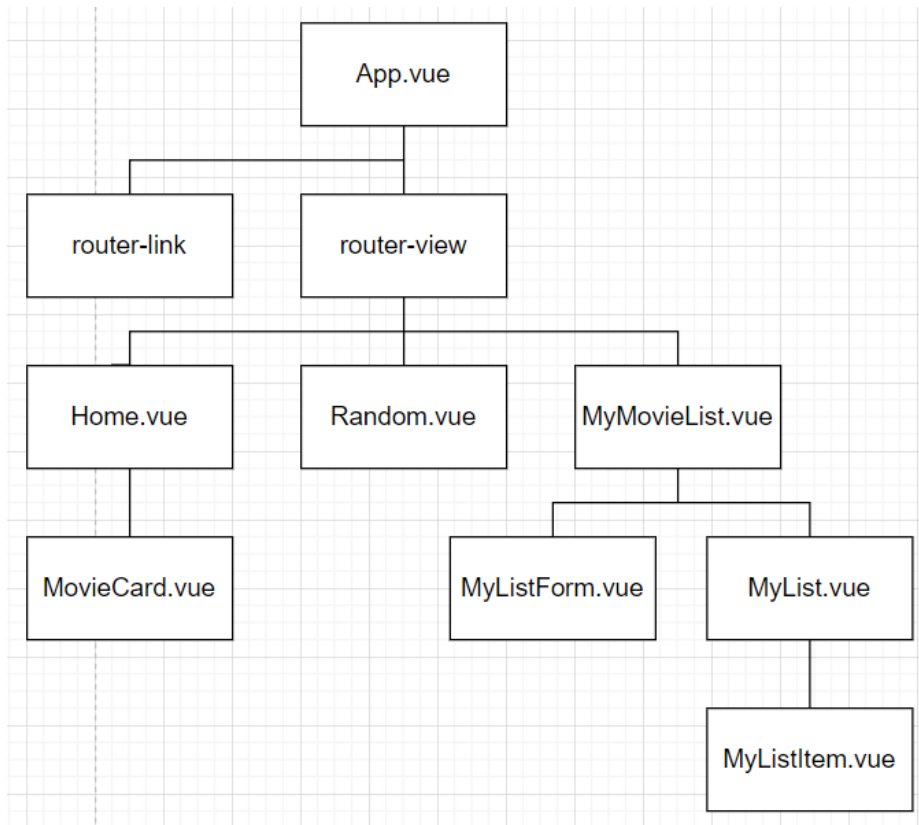 App.vue
router-link
router-view
Home.vue
Random.vue
MyMovieList.vue
MovieCard.vue
MyListForm.vue
MyList.vue
MyListItem.vue